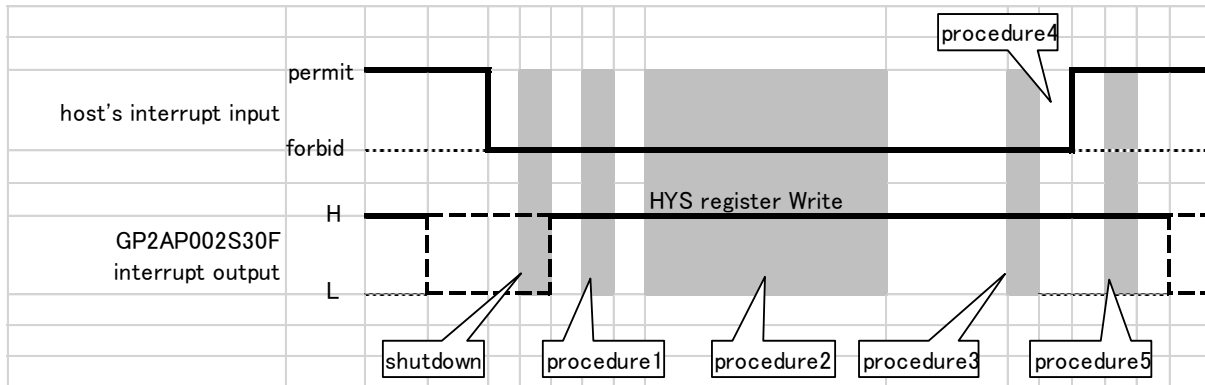 procedure4
permit
host's interrupt input
forbid
HYS register Write
H
GP2AP002S30F
interrupt output
L
shutdown
procedure1
procedure2
procedure3
procedure5